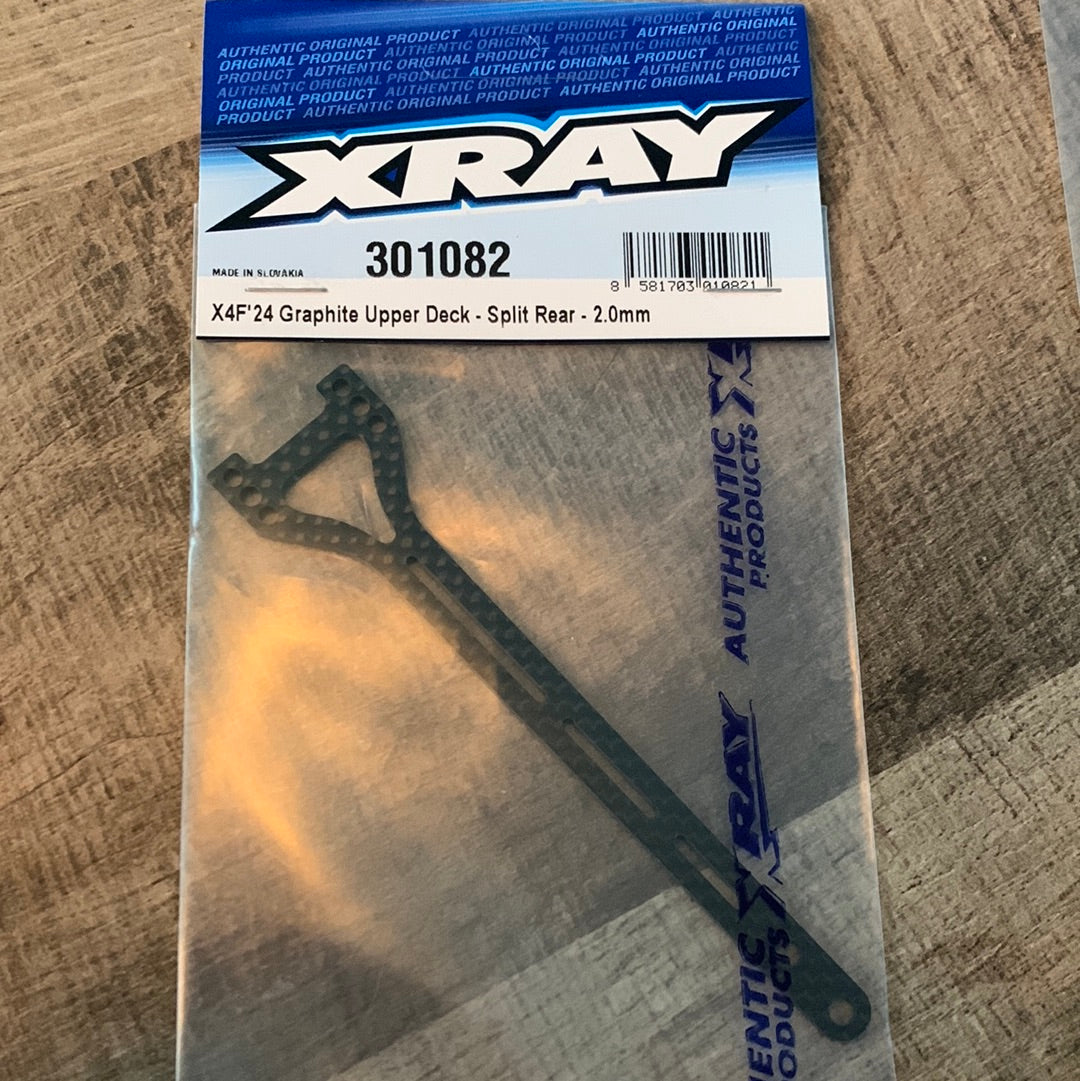 AUTHENTIC ORIGINAL PRODUCT AUTHENTIC ORIGINAL PRODUCT AUTHENTIC
ORIGINAL PRODUCT AUTHENTIC ORIGINAL PRODUCT AUTHENTIC ORIGINAL
PRODUCT AUTHENTIC ORIGINAL PRODUCT AUTHENTIC ORIGINAL PRODUCT
AUTHENTIC ORIGINAL PRODUCT AUTHENTIC ORIGINAL PRODUCT AUTHENTIC
ORIGINAL PRODUCT AUTHENTIC ORIGINAL PRODUCT AUTHENTIC ORIGINAL PRODUCT
PRODUCT AUTHENTIC ORIGINAL PRODUCT
XRAY
MADE IN SLOVAKIA
301082
8 581703 010821
X4F'24 Graphite Upper Deck - Split Rear - 2.0mm
AUTHENTIC
PRODUCTS
XRAY
AUTHENTIC
PRODUCTS